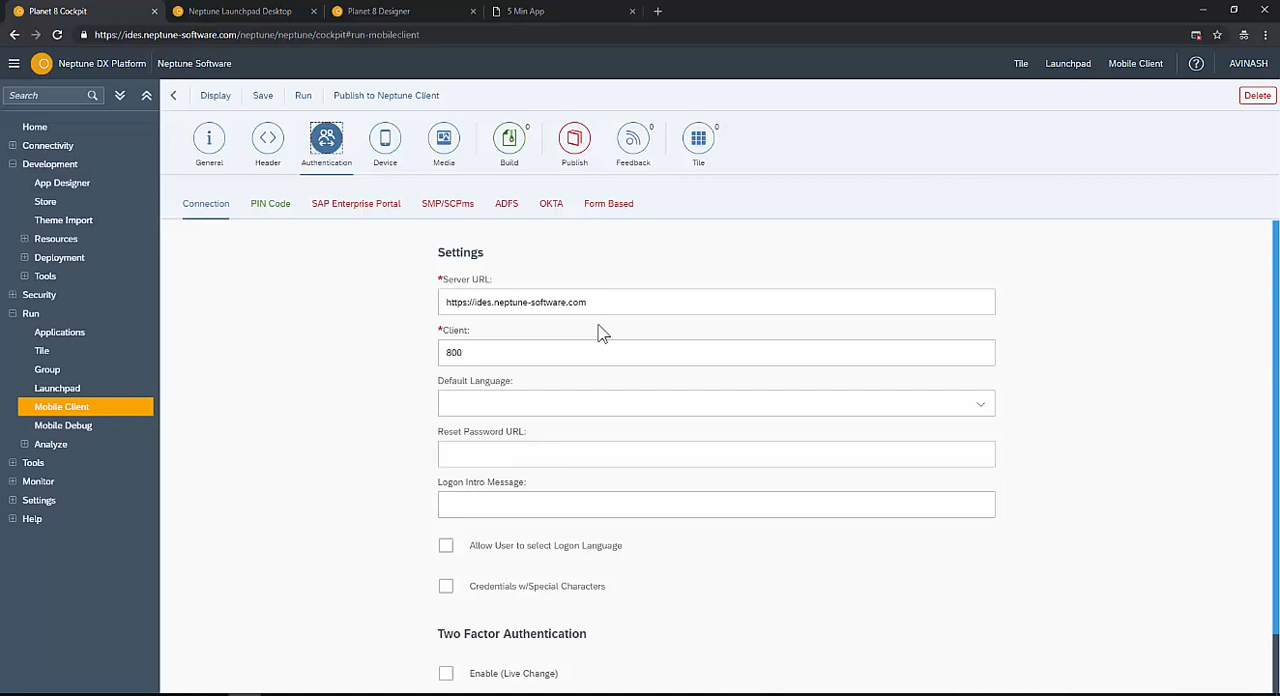 Planet 8 Cockpit
Neptune Launchpad Desktop
Planet 8 Designer
5 Min App
https://ides.neptune-software.com/neptune/neptune/cockpit#run-mobileclient
Neptune DX Platform
Neptune Software
Tile
Launchpad
Mobile Client
AVINASH
Search
Home
Connectivity
Development
App Designer
Store
Theme Import
Resources
Deployment
Tools
Security
Run
Applications
Tile
Group
Launchpad
Mobile Client
Mobile Debug
Analyze
Tools
Monitor
Settings
Help
Display
Save
Run
Publish to Neptune Client
Delete
General
Header
Authentication
Device
Media
0
Build
Publish
0
Feedback
0
Tile
Connection
PIN Code
SAP Enterprise Portal
SMP/SCPms
ADFS
OKTA
Form Based
Settings
*Server URL:
https://ides.neptune-software.com
*Client:
800
Default Language:
Reset Password URL:
Logon Intro Message:
Allow User to select Logon Language
Credentials w/Special Characters
Two Factor Authentication
Enable (Live Change)